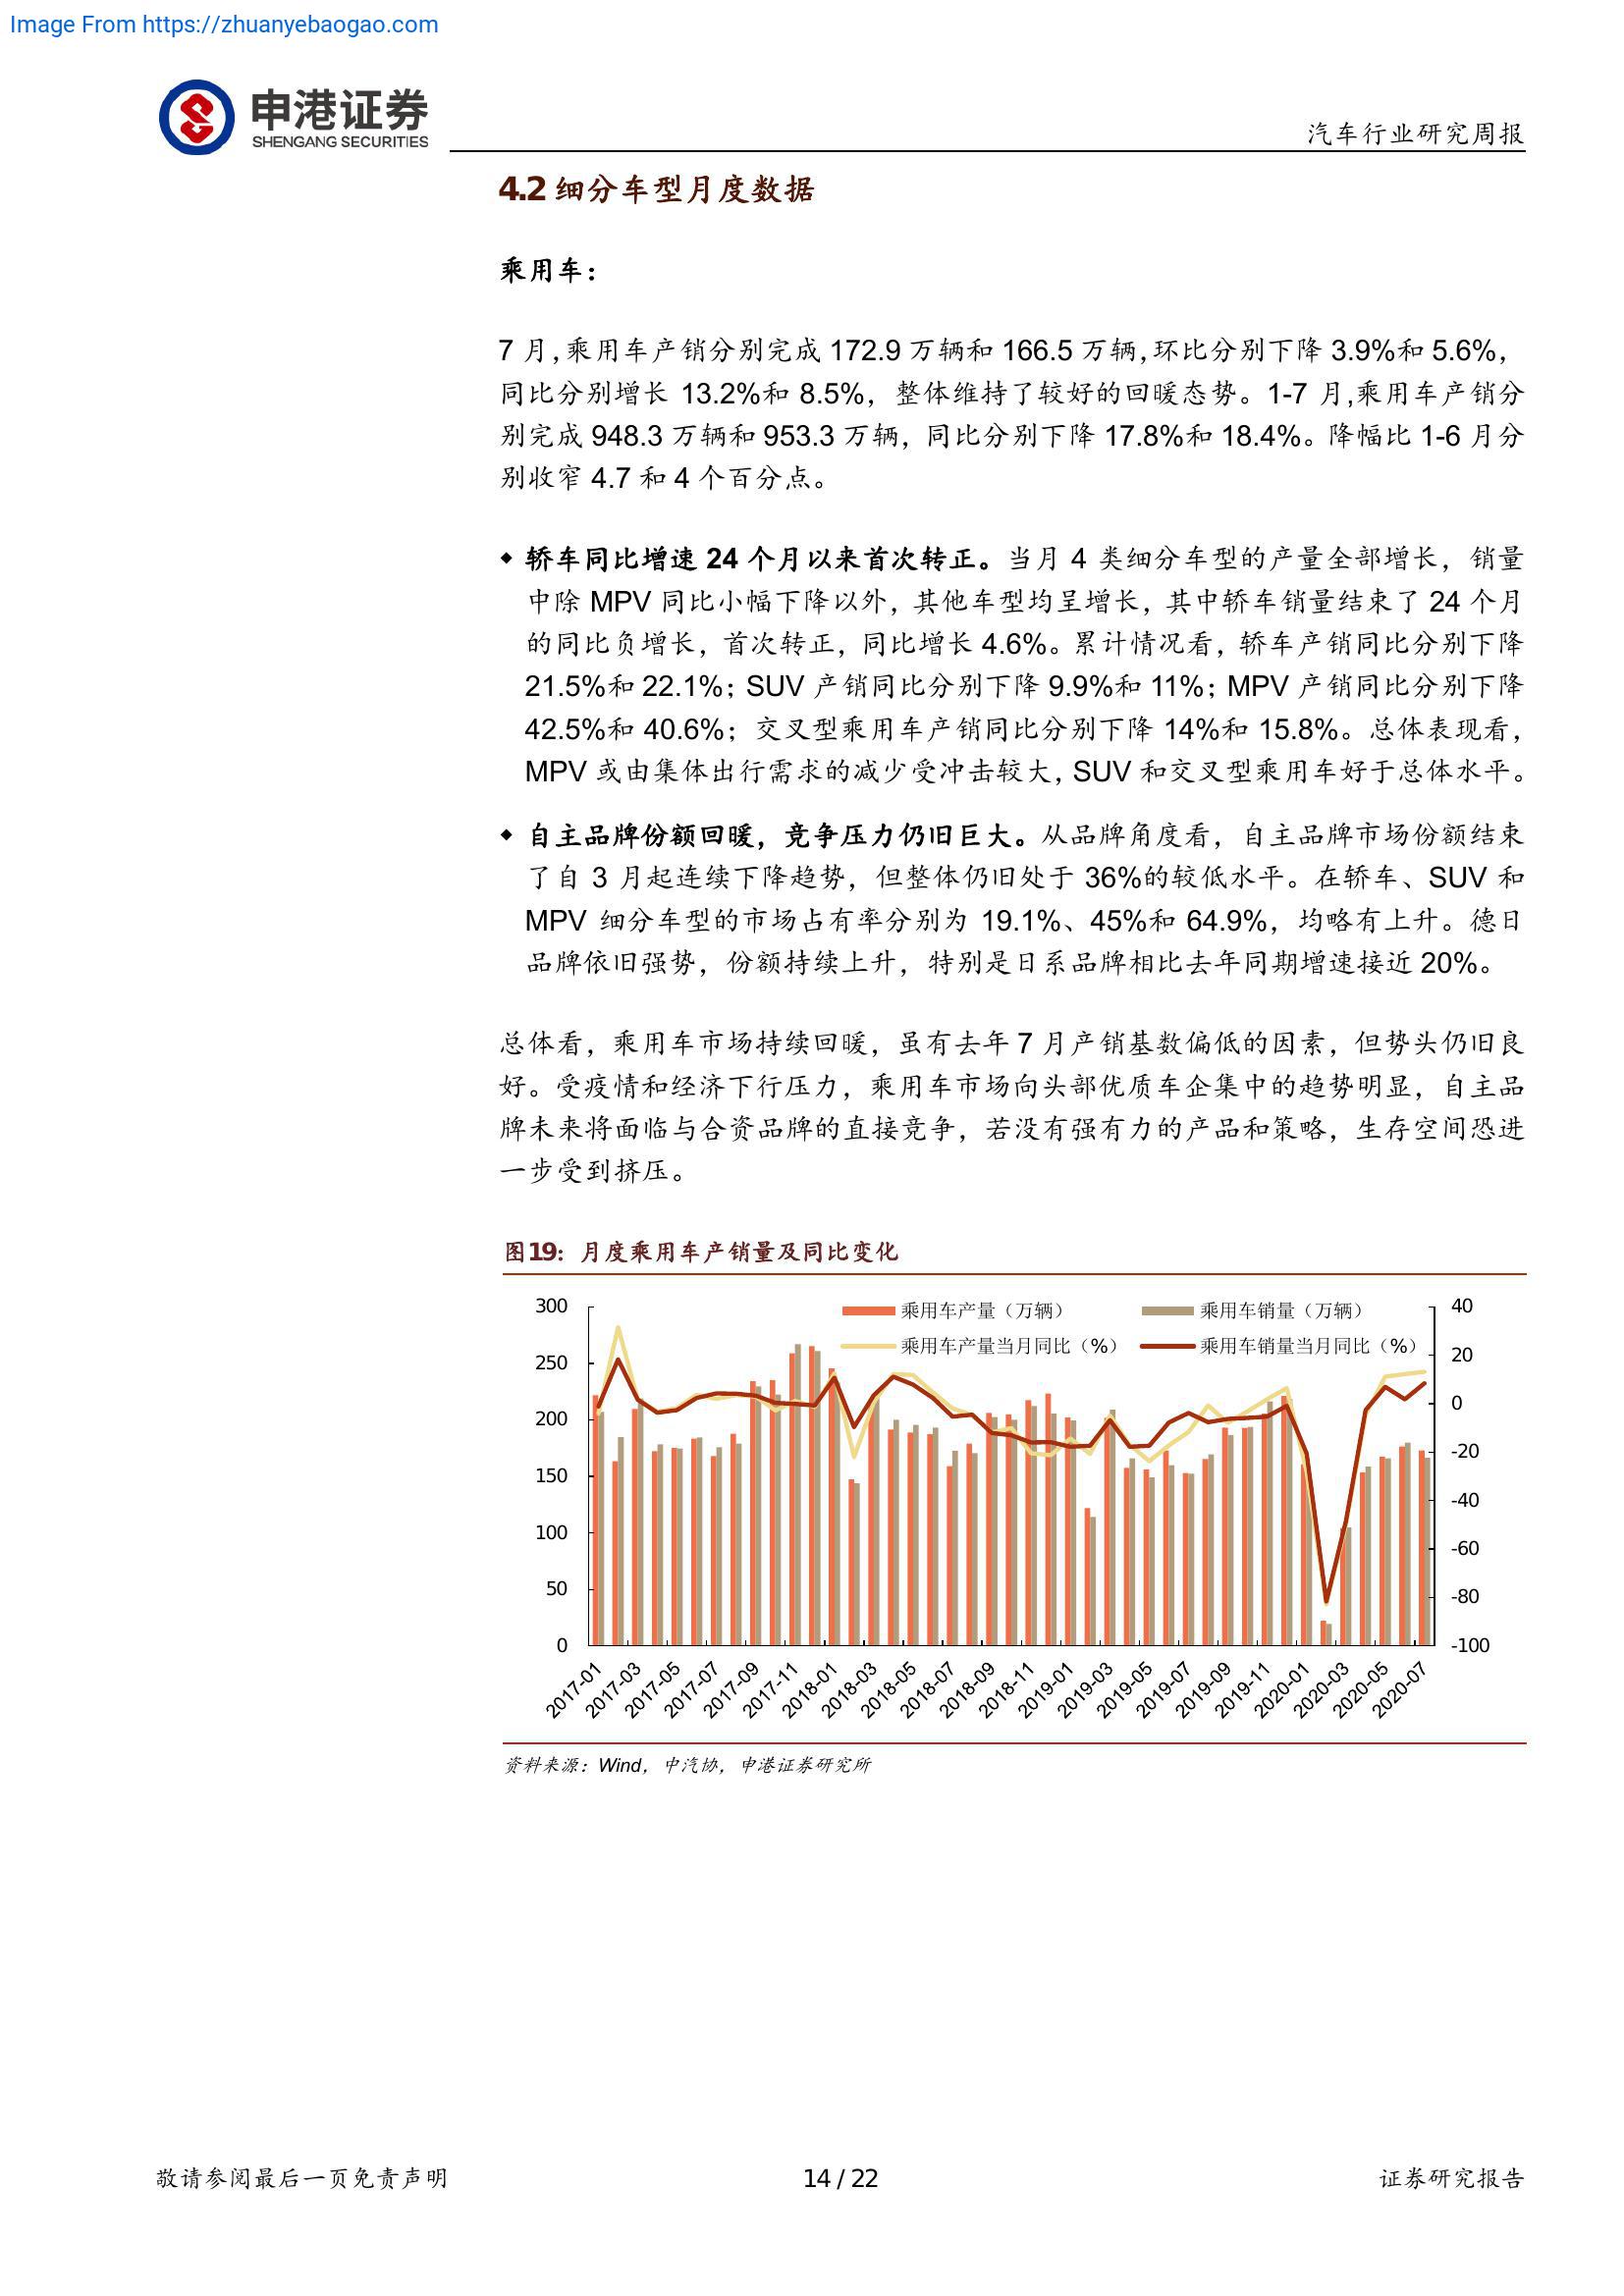 Image From https://zhuanyebaogao.com
申港证券
SHENGANG SECURITIES
汽车行业研究周报
4.2 细分车型月度数据
乘用车：
7 月,乘用车产销分别完成 172.9 万辆和 166.5 万辆,环比分别下降 3.9%和 5.6%，
同比分别增长 13.2%和 8.5%，整体维持了较好的回暖态势。1-7 月,乘用车产销分
别完成 948.3 万辆和 953.3 万辆，同比分别下降 17.8%和 18.4%。降幅比 1-6 月分
别收窄 4.7 和 4 个百分点。
◆ 轿车同比增速 24 个月以来首次转正。当月 4 类细分车型的产量全部增长，销量
中除 MPV 同比小幅下降以外，其他车型均呈增长，其中轿车销量结束了 24 个月
的同比负增长，首次转正，同比增长 4.6%。累计情况看，轿车产销同比分别下降
21.5%和 22.1%；SUV 产销同比分别下降 9.9%和 11%；MPV 产销同比分别下降
42.5%和 40.6%；交叉型乘用车产销同比分别下降 14%和 15.8%。总体表现看，
MPV 或由集体出行需求的减少受冲击较大，SUV 和交叉型乘用车好于总体水平。
◆ 自主品牌份额回暖，竞争压力仍旧巨大。从品牌角度看，自主品牌市场份额结束
了自 3 月起连续下降趋势，但整体仍旧处于 36%的较低水平。在轿车、SUV 和
MPV 细分车型的市场占有率分别为 19.1%、45%和 64.9%，均略有上升。德日
品牌依旧强势，份额持续上升，特别是日系品牌相比去年同期增速接近 20%。
总体看，乘用车市场持续回暖，虽有去年 7 月产销基数偏低的因素，但势头仍旧良
好。受疫情和经济下行压力，乘用车市场向头部优质车企集中的趋势明显，自主品
牌未来将面临与合资品牌的直接竞争，若没有强有力的产品和策略，生存空间恐进
一步受到挤压。
图19：月度乘用车产销量及同比变化
乘用车产量（万辆） 乘用车销量（万辆）
乘用车产量当月同比（%） 乘用车销量当月同比（%）
300
250
200
150
100
50
0
40
20
0
-20
-40
-60
-80
-100
2017-01 2017-03 2017-05 2017-07 2017-09 2017-11 2018-01 2018-03 2018-05 2018-07 2018-09 2018-11 2019-01 2019-03 2019-05 2019-07 2019-09 2019-11 2020-01 2020-03 2020-05 2020-07
资料来源：Wind，中汽协，申港证券研究所
敬请参阅最后一页免责声明 14 / 22 证券研究报告